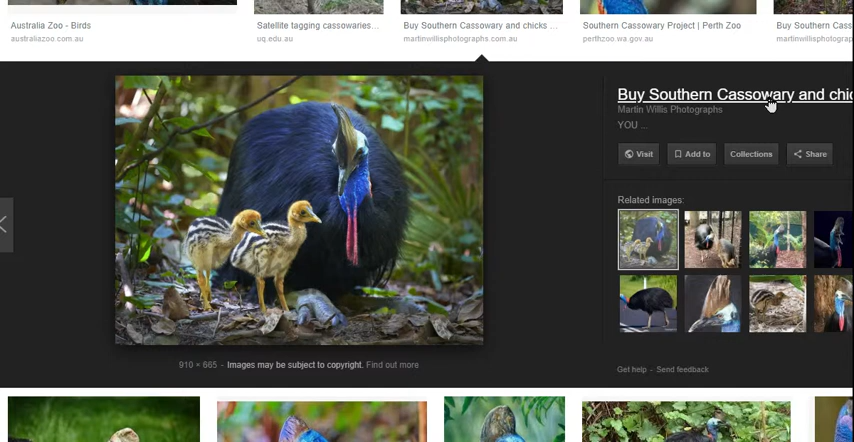 Australia Zoo - Birds
australiazoo.com.au
Satellite tagging cassowaries...
uq.edu.au
Buy Southern Cassowary and chicks ...
martinwillisphotographs.com.au
Southern Cassowary Project | Perth Zoo
perthzoo.wa.gov.au
Buy Southern Cass
martinwillisphotograp
Buy Southern Cassowary and chic
Martin Willis Photographs
YOU ...
Visit
Add to
Collections
Share
Related images:
910 × 665 - Images may be subject to copyright. Find out more
Get help - Send feedback